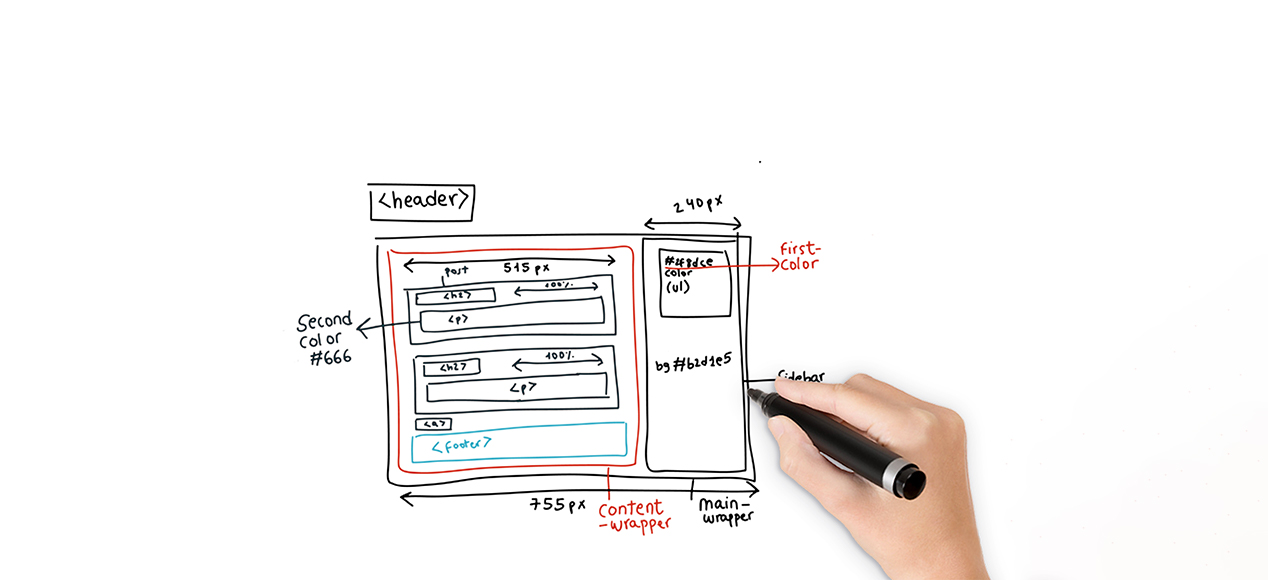 <header>
240px
First-
Color
#4f8dce
color
(ul)
515 px
post
<h2>
100%
<p>
Second
Color
#666
<h2>
100%
<p>
bg #b2d1e5
Sidebar
<a>
<footer>
755px
Content
-wrapper
main-
wrapper